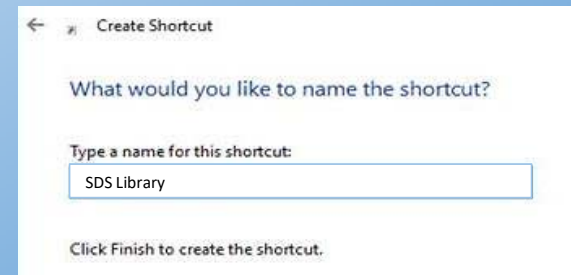 Create Shortcut
What would you like to name the shortcut?
Type a name for this shortcut:
SDS Library
Click Finish to create the shortcut.